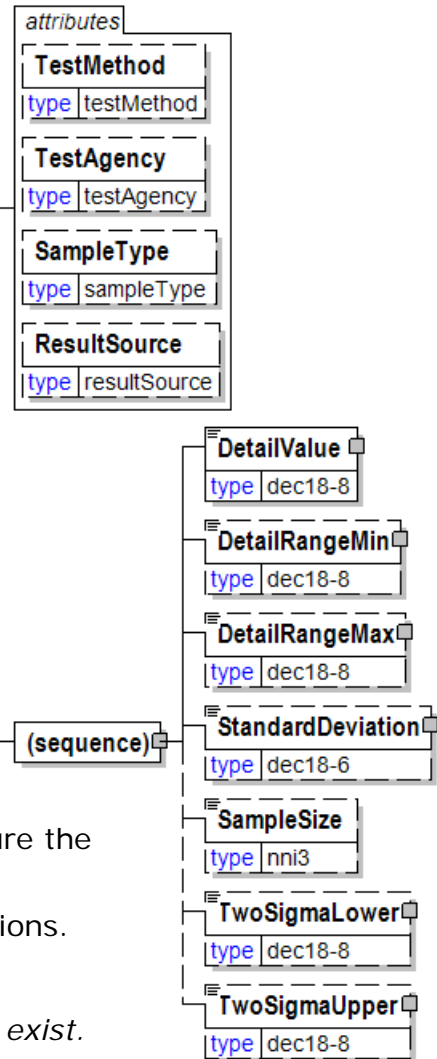 attributes
TestMethod
type testMethod
TestAgency
type testAgency
SampleType
type sampleType
ResultSource
type resultSource
DetailValue
type dec18-8
DetailRangeMin
type dec18-8
DetailRangeMax
type dec18-8
(sequence)
StandardDeviation
type dec18-6
SampleSize
type nni3
TwoSigmaLower
type dec18-8
TwoSigmaUpper
type dec18-8
the
exist.